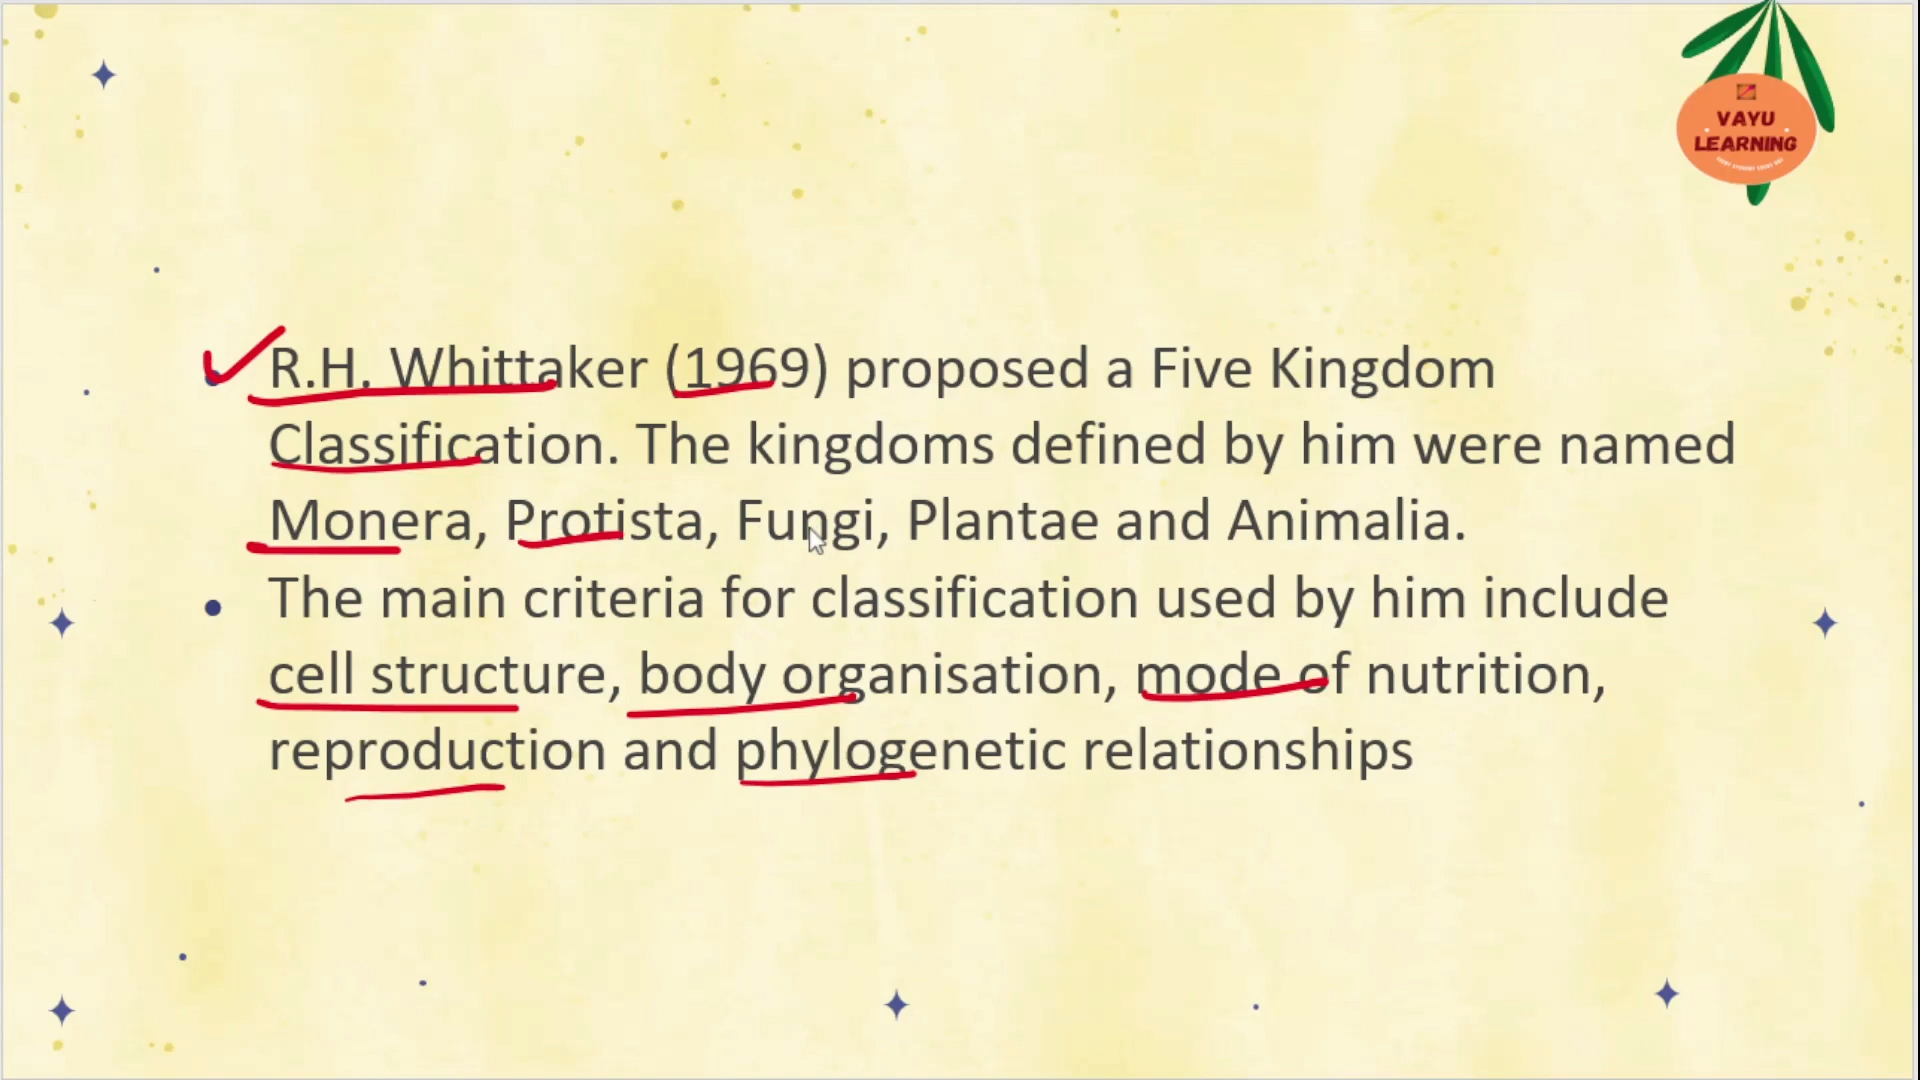 VAYU
LEARNING
R.H. Whittaker (1969) proposed a Five Kingdom
Classification. The kingdoms defined by him were named
Monera, Protista, Fungi, Plantae and Animalia.
The main criteria for classification used by him include
cell structure, body organisation, mode of nutrition,
reproduction and phylogenetic relationships